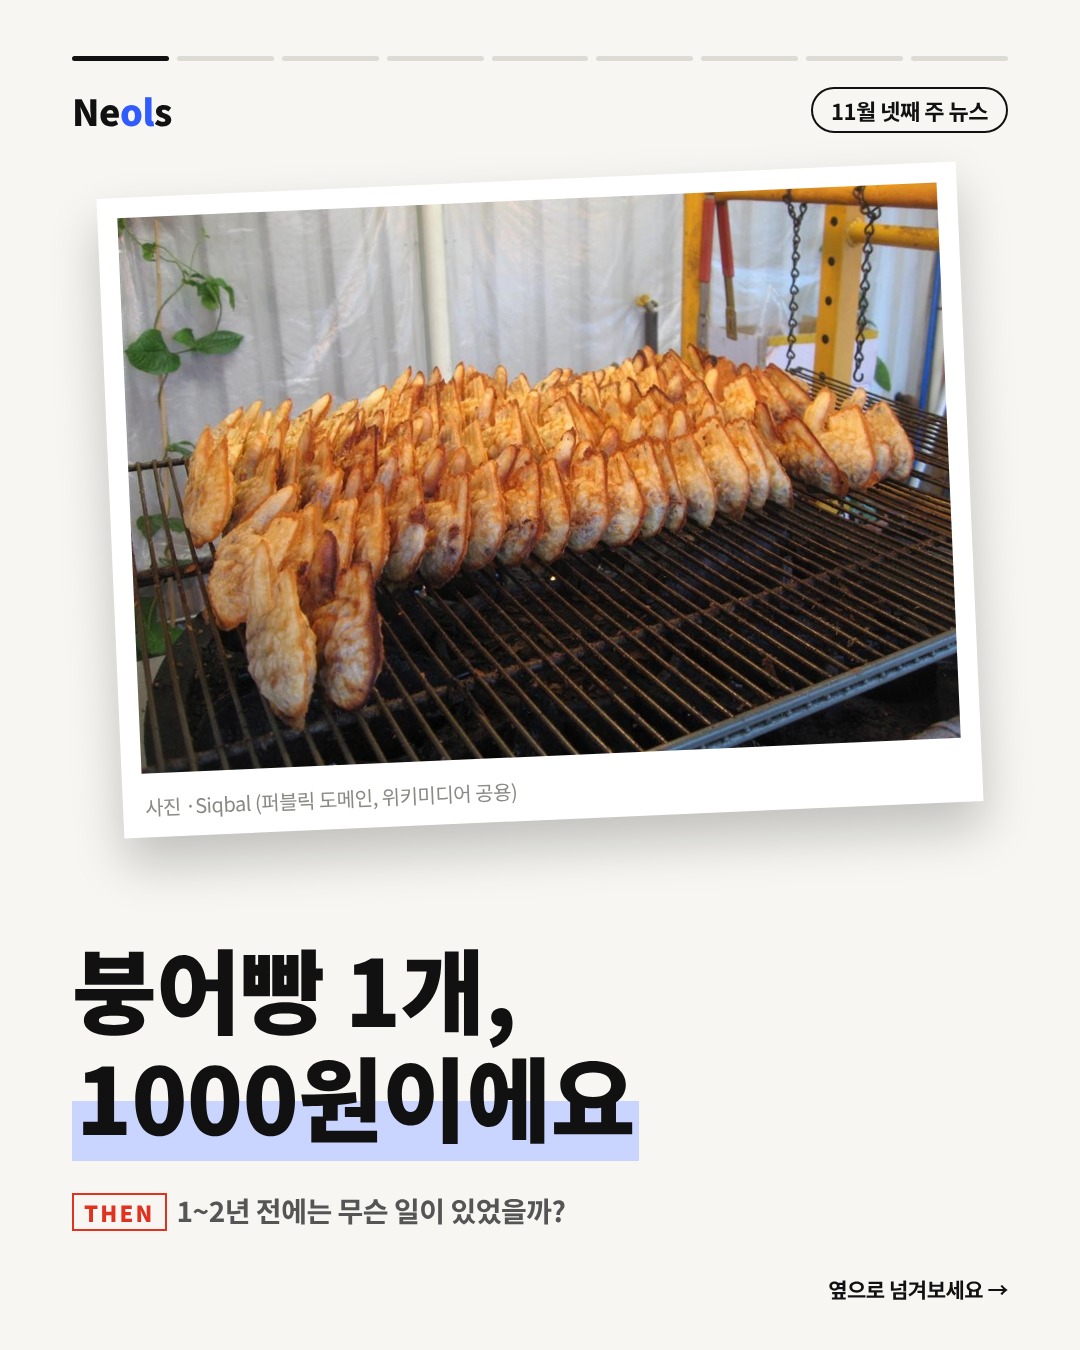 Neols
11월 넷째 주 뉴스
사진 · Siqbal (퍼블릭 도메인, 위키미디어 공용)
붕어빵 1개,
1000원이에요
THEN 1~2년 전에는 무슨 일이 있었을까?
옆으로 넘겨보세요 →